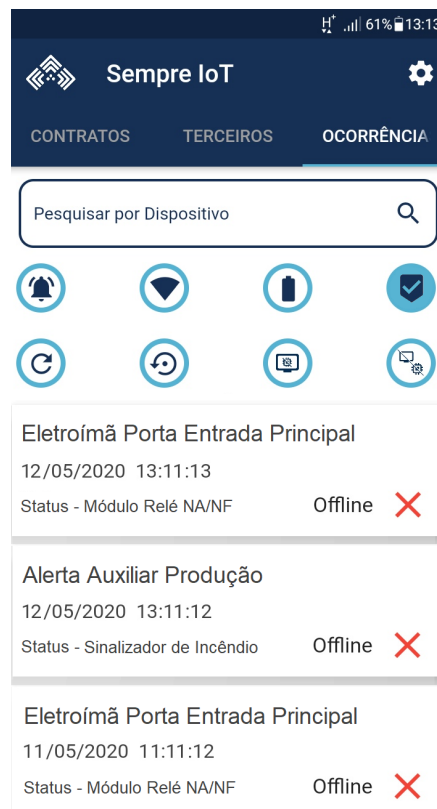 61% 13:13
Sempre IoT
CONTRATOS TERCEIROS OCORRÊNCIA
Pesquisar por Dispositivo
Eletroímã Porta Entrada Principal
12/05/2020 13:11:13
Status - Módulo Relé NA/NF Offline
Alerta Auxiliar Produção
12/05/2020 13:11:12
Status - Sinalizador de Incêndio Offline
Eletroímã Porta Entrada Principal
11/05/2020 11:11:12
Status - Módulo Relé NA/NF Offline